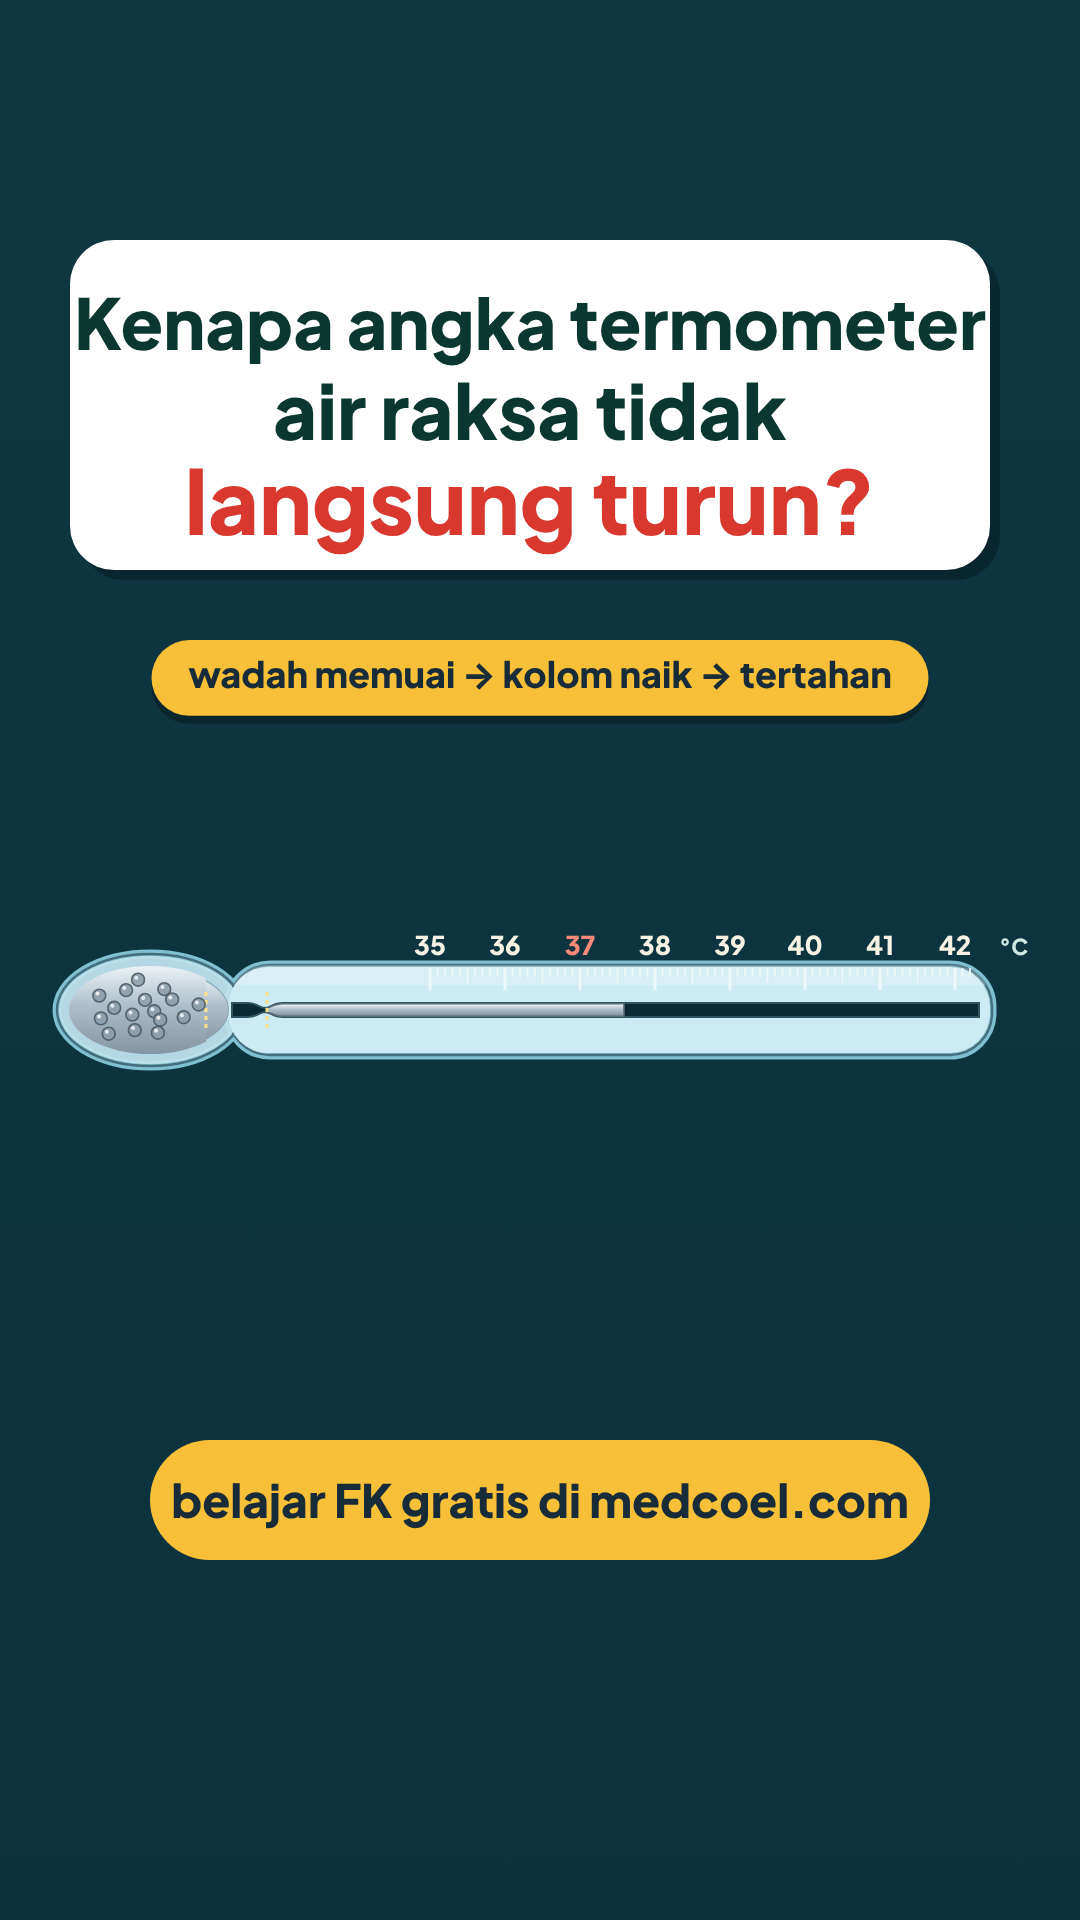 Kenapa angka termometer
air raksa tidak
langsung turun?
wadah memuai → kolom naik → tertahan
35 36 37 38 39 40 41 42 °C
belajar FK gratis di medcoel.com